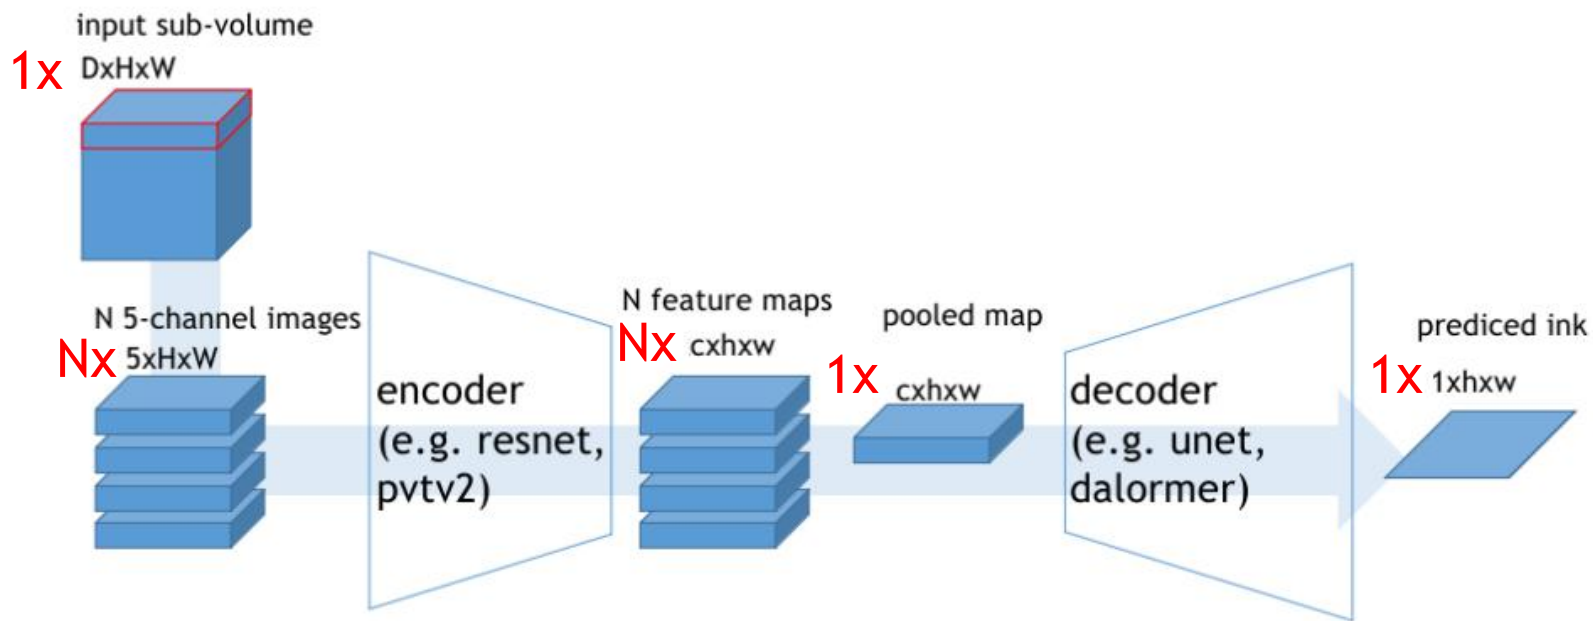 input sub-volume
1x DxHxW
N 5-channel images
Nx 5xHxW
encoder
(e.g. resnet,
pvtv2)
N feature maps
Nx cxhxw
pooled map
1x cxhxw
decoder
(e.g. unet,
dalormer)
prediced ink
1x 1xhxw